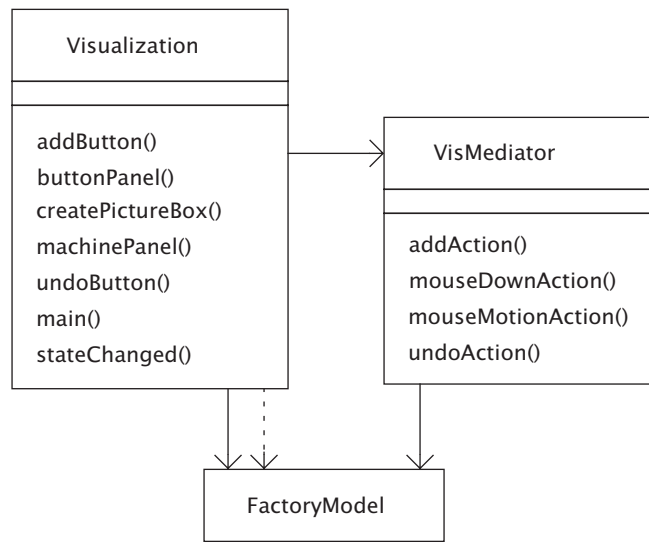 Visualization
addButton()
buttonPanel()
createPictureBox()
machinePanel()
undoButton()
main()
stateChanged()
VisMediator
addAction()
mouseDownAction()
mouseMotionAction()
undoAction()
FactoryModel